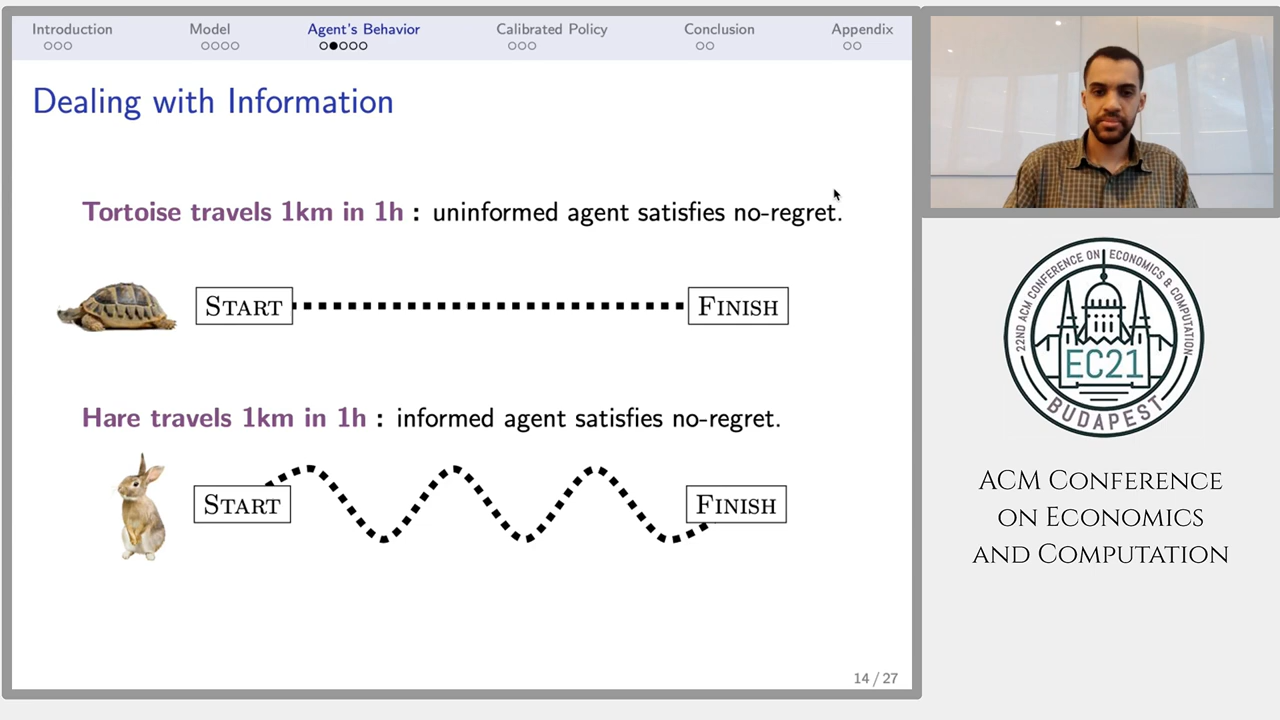 Introduction
Model
Agent's Behavior
Calibrated Policy
Conclusion
Appendix
Dealing with Information
Tortoise travels 1km in 1h : uninformed agent satisfies no-regret.
START
FINISH
Hare travels 1km in 1h : informed agent satisfies no-regret.
START
FINISH
14 / 27
22ND ACM CONFERENCE ON ECONOMICS & COMPUTATION
EC21
BUDAPEST
ACM Conference
on Economics
and Computation